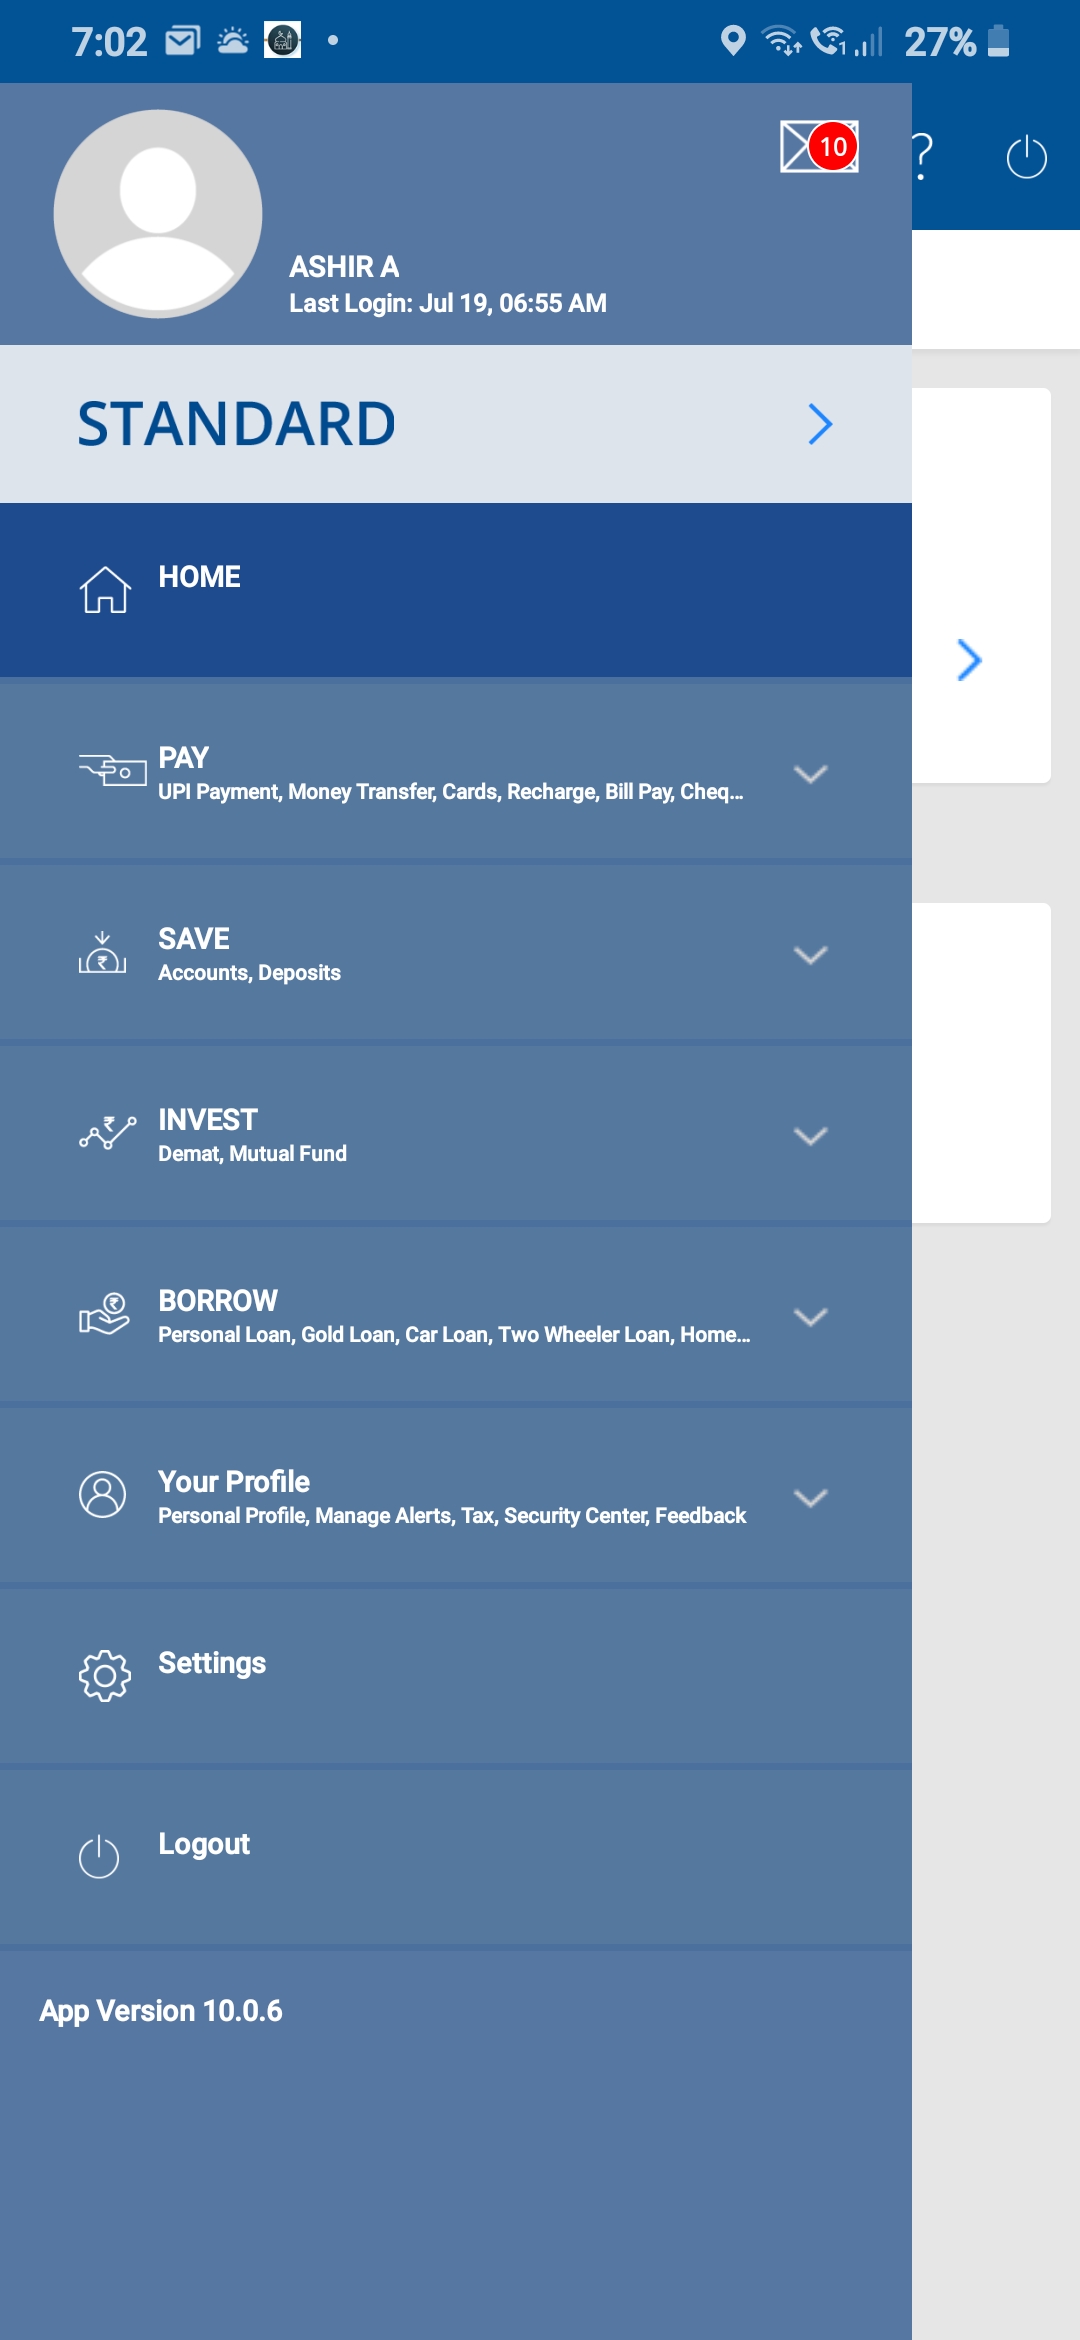 7:02
1
27%
10
?
ASHIR A
Last Login: Jul 19, 06:55 AM
STANDARD
HOME
PAY
UPI Payment, Money Transfer, Cards, Recharge, Bill Pay, Cheq...
SAVE
Accounts, Deposits
INVEST
Demat, Mutual Fund
BORROW
Personal Loan, Gold Loan, Car Loan, Two Wheeler Loan, Home...
Your Profile
Personal Profile, Manage Alerts, Tax, Security Center, Feedback
Settings
Logout
App Version 10.0.6